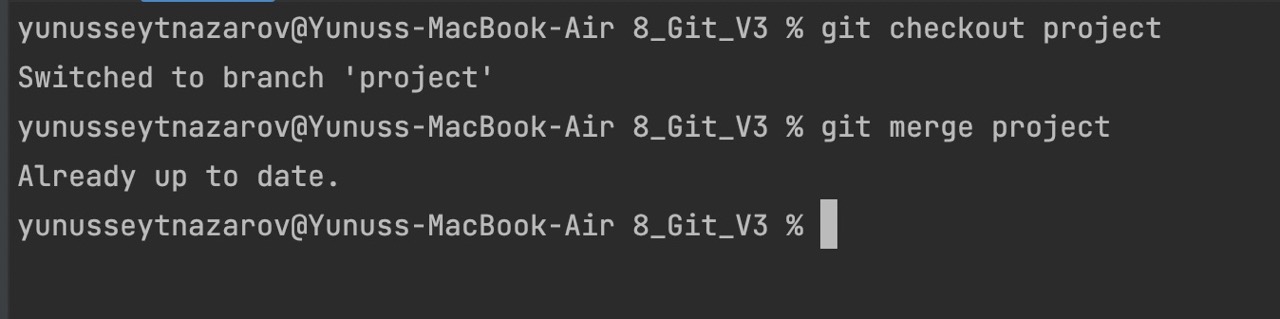 yunusseytnazarov@Yunuss-MacBook-Air 8_Git_V3 % git checkout project
Switched to branch 'project'
yunusseytnazarov@Yunuss-MacBook-Air 8_Git_V3 % git merge project
Already up to date.
yunusseytnazarov@Yunuss-MacBook-Air 8_Git_V3 %